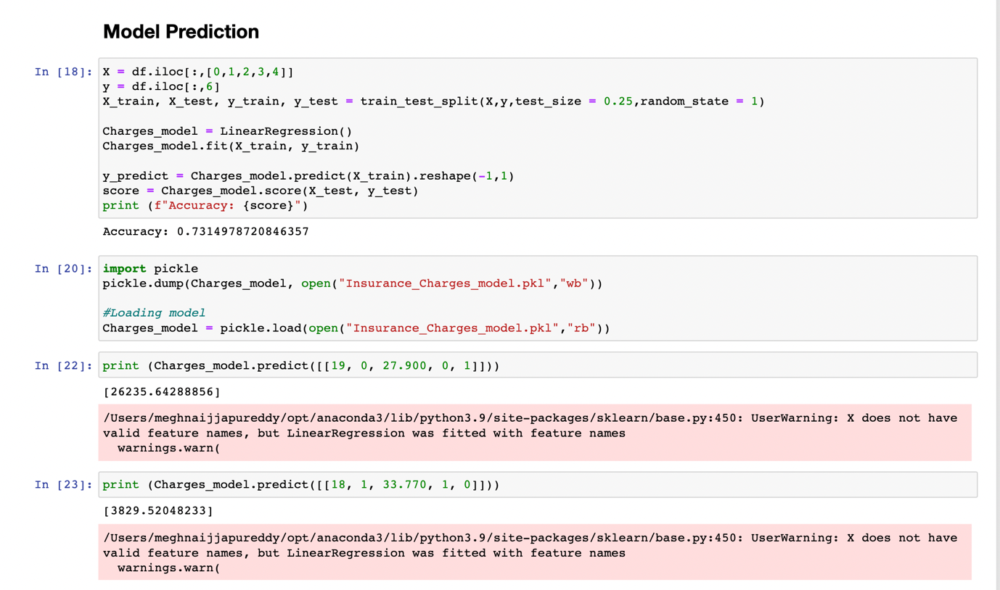 Model Prediction
In [18]: X = df.iloc[:,[0,1,2,3,4]]
y = df.iloc[:,6]
X_train, X_test, y_train, y_test = train_test_split(X,y,test_size = 0.25,random_state = 1)
Charges_model = LinearRegression()
Charges_model.fit(X_train, y_train)
y_predict = Charges_model.predict(X_train).reshape(-1,1)
score = Charges_model.score(X_test, y_test)
print (f"Accuracy: {score}")
Accuracy: 0.7314978720846357
In [20]: import pickle
pickle.dump(Charges_model, open("Insurance_Charges_model.pkl","wb"))
#Loading model
Charges_model = pickle.load(open("Insurance_Charges_model.pkl","rb"))
In [22]: print (Charges_model.predict([[19, 0, 27.900, 0, 1]]))
[26235.64288856]
/Users/meghnaijjapureddy/opt/anaconda3/lib/python3.9/site-packages/sklearn/base.py:450: UserWarning: X does not have
valid feature names, but LinearRegression was fitted with feature names
warnings.warn(
In [23]: print (Charges_model.predict([[18, 1, 33.770, 1, 0]]))
[3829.52048233]
/Users/meghnaijjapureddy/opt/anaconda3/lib/python3.9/site-packages/sklearn/base.py:450: UserWarning: X does not have
valid feature names, but LinearRegression was fitted with feature names
warnings.warn(